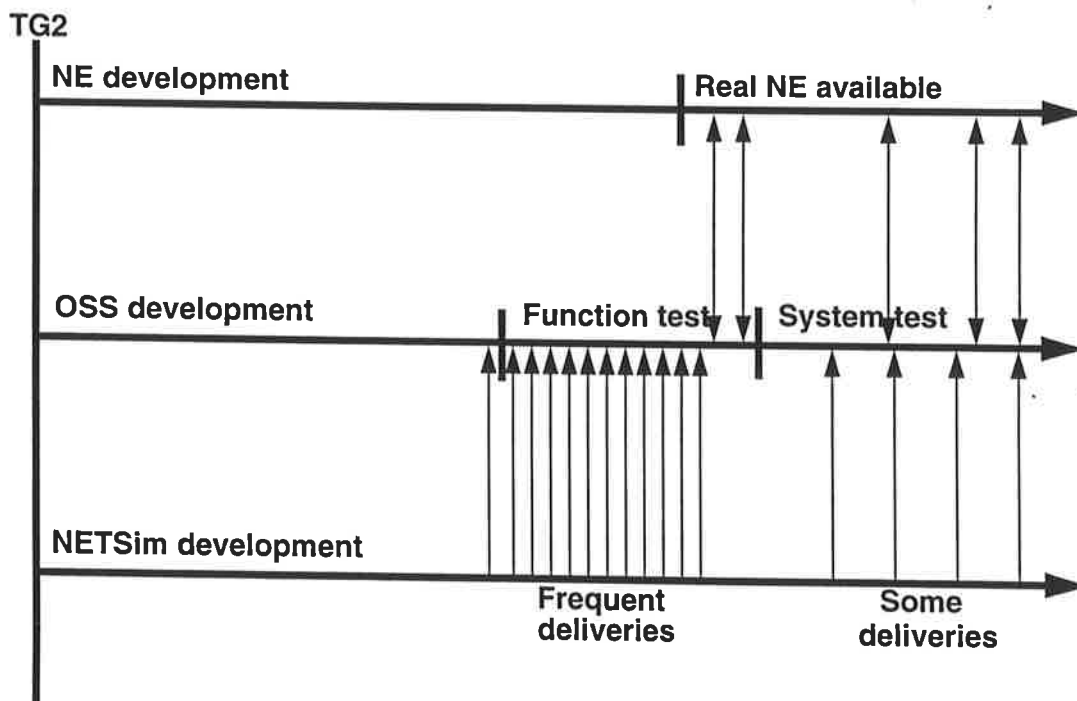 TG2
NE development
Real NE available
OSS development
Function test
System test
NETSim development
Frequent
deliveries
Some
deliveries